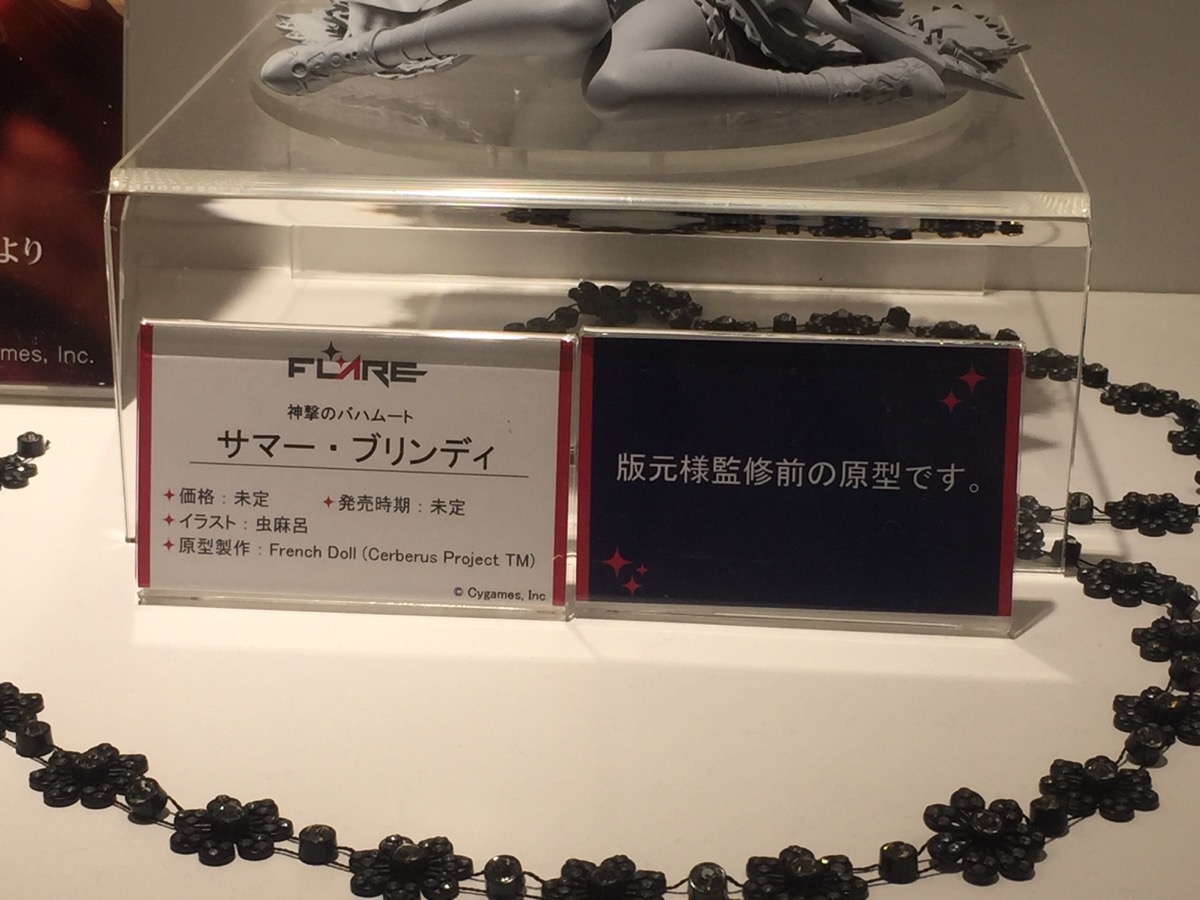 より
mes, Inc.
FLARE
神撃のバハムート
サマー・ブリンディ
価格:未定
発売時期:未定
イラスト:虫麻呂
原型製作:French Doll (Cerberus Project TM)
© Cygames, Inc
版元様監修前の原型です。